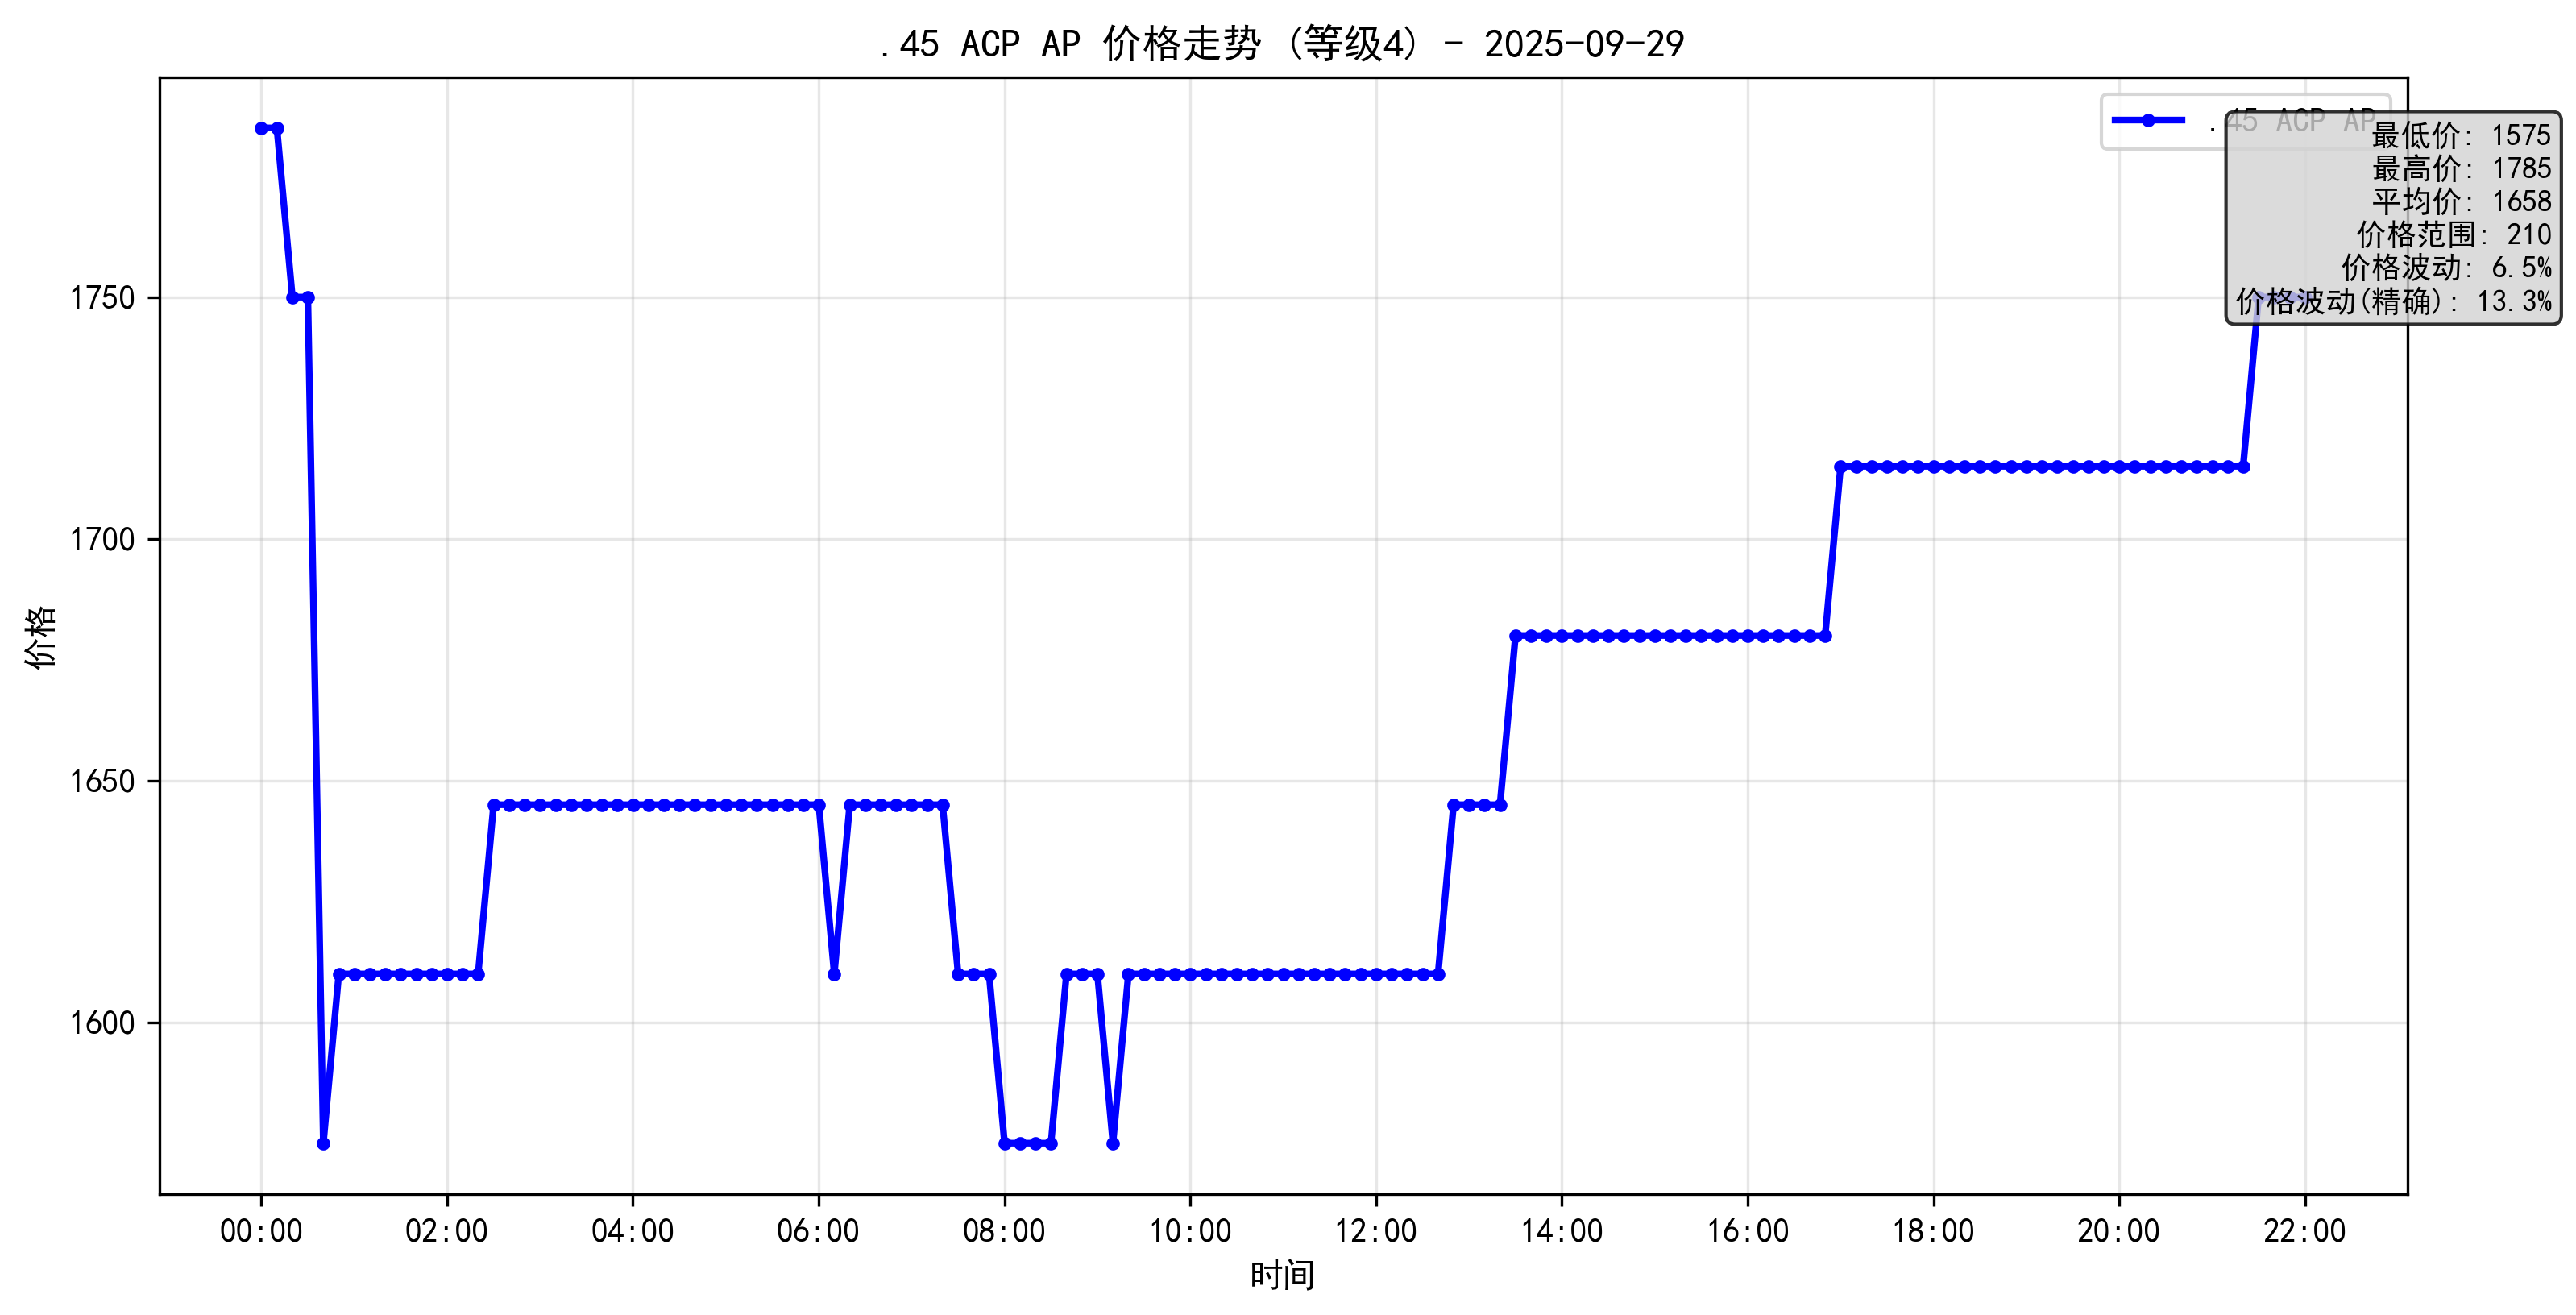 .45 ACP AP 价格走势 (等级4) - 2025-09-29
.45 ACP AP
最低价: 1575
最高价: 1785
平均价: 1658
价格范围: 210
价格波动: 6.5%
价格波动(精确): 13.3%
价格
1750
1700
1650
1600
00:00 02:00 04:00 06:00 08:00 10:00 12:00 14:00 16:00 18:00 20:00 22:00
时间